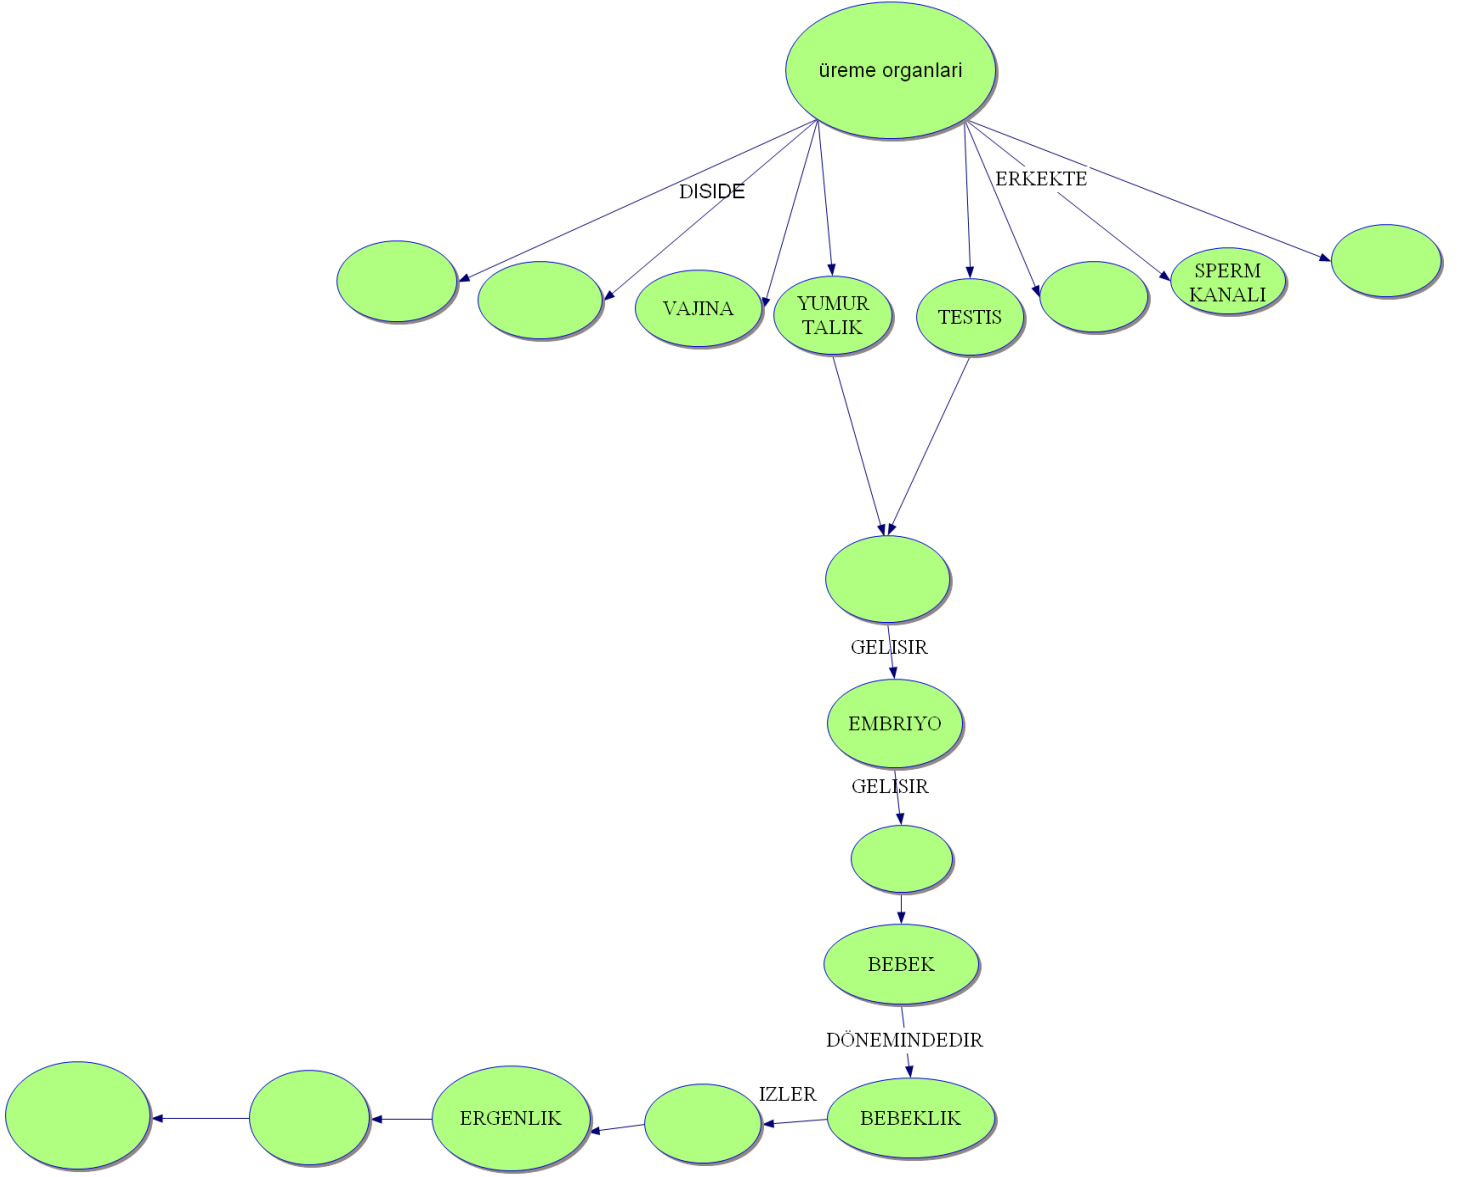 üreme organlari
DISIDE
ERKEKTE
VAJINA
YUMUR
TALIK
TESTIS
SPERM
KANALI
GELISIR
EMBRIYO
GELISIR
BEBEK
DÖNEMINDEDIR
BEBEKLIK
IZLER
ERGENLIK